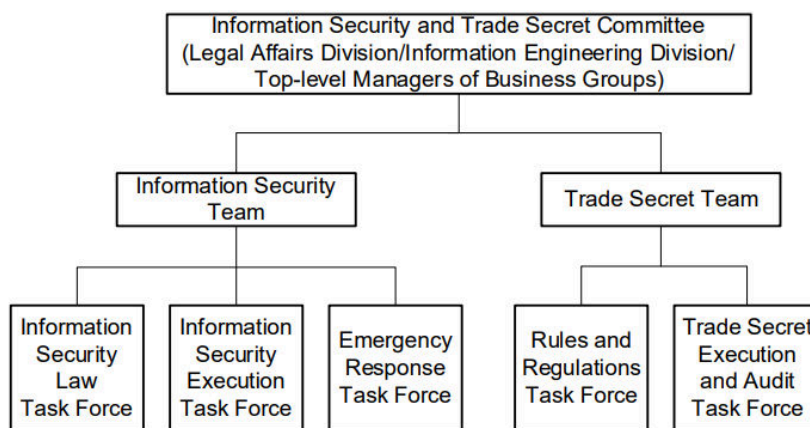 Information Security and Trade Secret Committee
(Legal Affairs Division/Information Engineering Division/
Top-level Managers of Business Groups)
Information Security
Team
Trade Secret Team
Information
Security
Law
Task Force
Information
Security
Execution
Task Force
Emergency
Response
Task Force
Rules and
Regulations
Task Force
Trade Secret
Execution
and Audit
Task Force